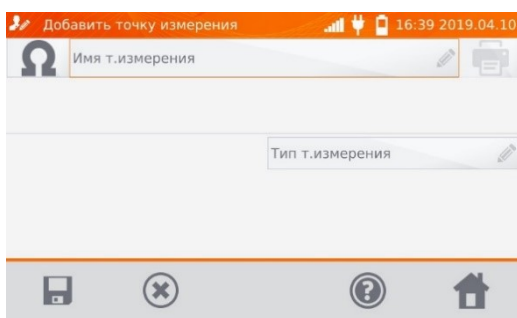 Добавить точку измерения 16:39 2019.04.10
Ω Имя т.измерения
Тип т.измерения
?